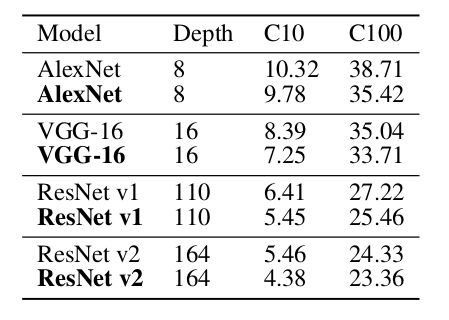 Model Depth C10 C100
AlexNet 8 10.32 38.71
AlexNet 8 9.78 35.42
VGG-16 16 8.39 35.04
VGG-16 16 7.25 33.71
ResNet v1 110 6.41 27.22
ResNet v1 110 5.45 25.46
ResNet v2 164 5.46 24.33
ResNet v2 164 4.38 23.36